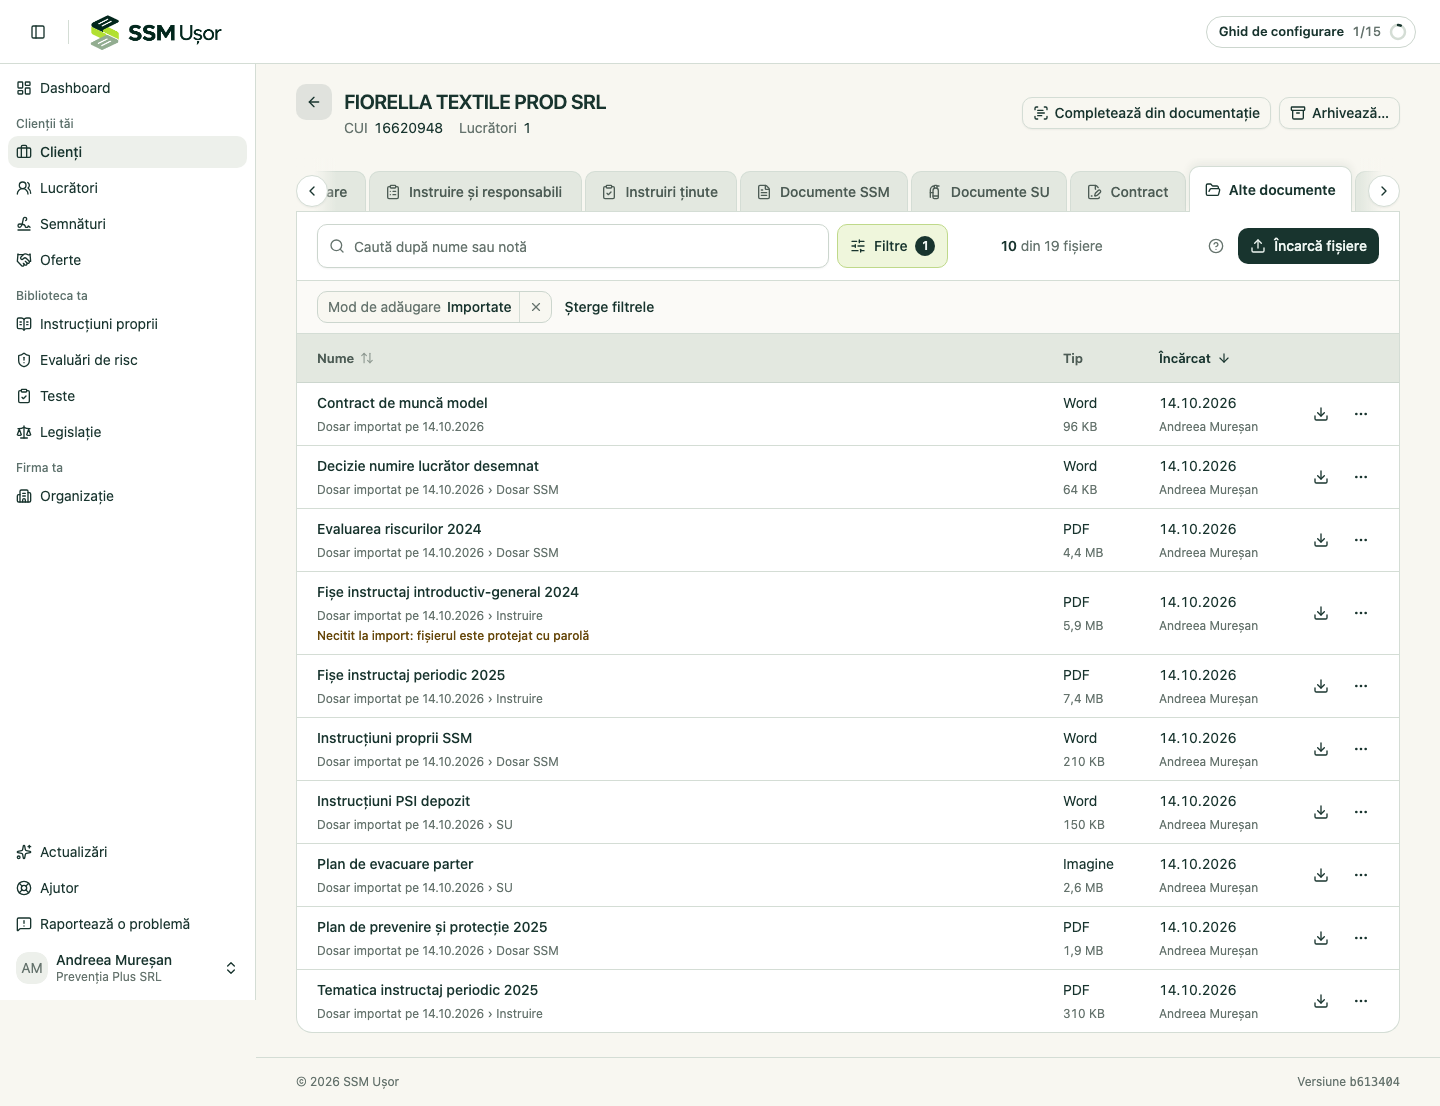 SSM Ușor
Ghid de configurare 1/15
Dashboard
Clienții tăi
Clienți
Lucrători
Semnături
Oferte
Biblioteca ta
Instrucțiuni proprii
Evaluări de risc
Teste
Legislație
Firma ta
Organizație
Actualizări
Ajutor
Raportează o problemă
AM
Andreea Mureșan
Prevenția Plus SRL
FIORELLA TEXTILE PROD SRL
CUI 16620948 Lucrători 1
Completează din documentație
Arhivează...
are
Instruire și responsabili
Instruiri ținute
Documente SSM
Documente SU
Contract
Alte documente
Caută după nume sau notă
Filtre 1
10 din 19 fișiere
Încarcă fișiere
Mod de adăugare Importate
Șterge filtrele
Nume Tip Încărcat
Contract de muncă model Word 14.10.2026
Dosar importat pe 14.10.2026 96 KB Andreea Mureșan
Decizie numire lucrător desemnat Word 14.10.2026
Dosar importat pe 14.10.2026 › Dosar SSM 64 KB Andreea Mureșan
Evaluarea riscurilor 2024 PDF 14.10.2026
Dosar importat pe 14.10.2026 › Dosar SSM 4,4 MB Andreea Mureșan
Fișe instructaj introductiv-general 2024 PDF 14.10.2026
Dosar importat pe 14.10.2026 › Instruire 5,9 MB Andreea Mureșan
Necitit la import: fișierul este protejat cu parolă
Fișe instructaj periodic 2025 PDF 14.10.2026
Dosar importat pe 14.10.2026 › Instruire 7,4 MB Andreea Mureșan
Instrucțiuni proprii SSM Word 14.10.2026
Dosar importat pe 14.10.2026 › Dosar SSM 210 KB Andreea Mureșan
Instrucțiuni PSI depozit Word 14.10.2026
Dosar importat pe 14.10.2026 › SU 150 KB Andreea Mureșan
Plan de evacuare parter Imagine 14.10.2026
Dosar importat pe 14.10.2026 › SU 2,6 MB Andreea Mureșan
Plan de prevenire și protecție 2025 PDF 14.10.2026
Dosar importat pe 14.10.2026 › Dosar SSM 1,9 MB Andreea Mureșan
Tematica instructaj periodic 2025 PDF 14.10.2026
Dosar importat pe 14.10.2026 › Instruire 310 KB Andreea Mureșan
© 2026 SSM Ușor
Versiune b613404